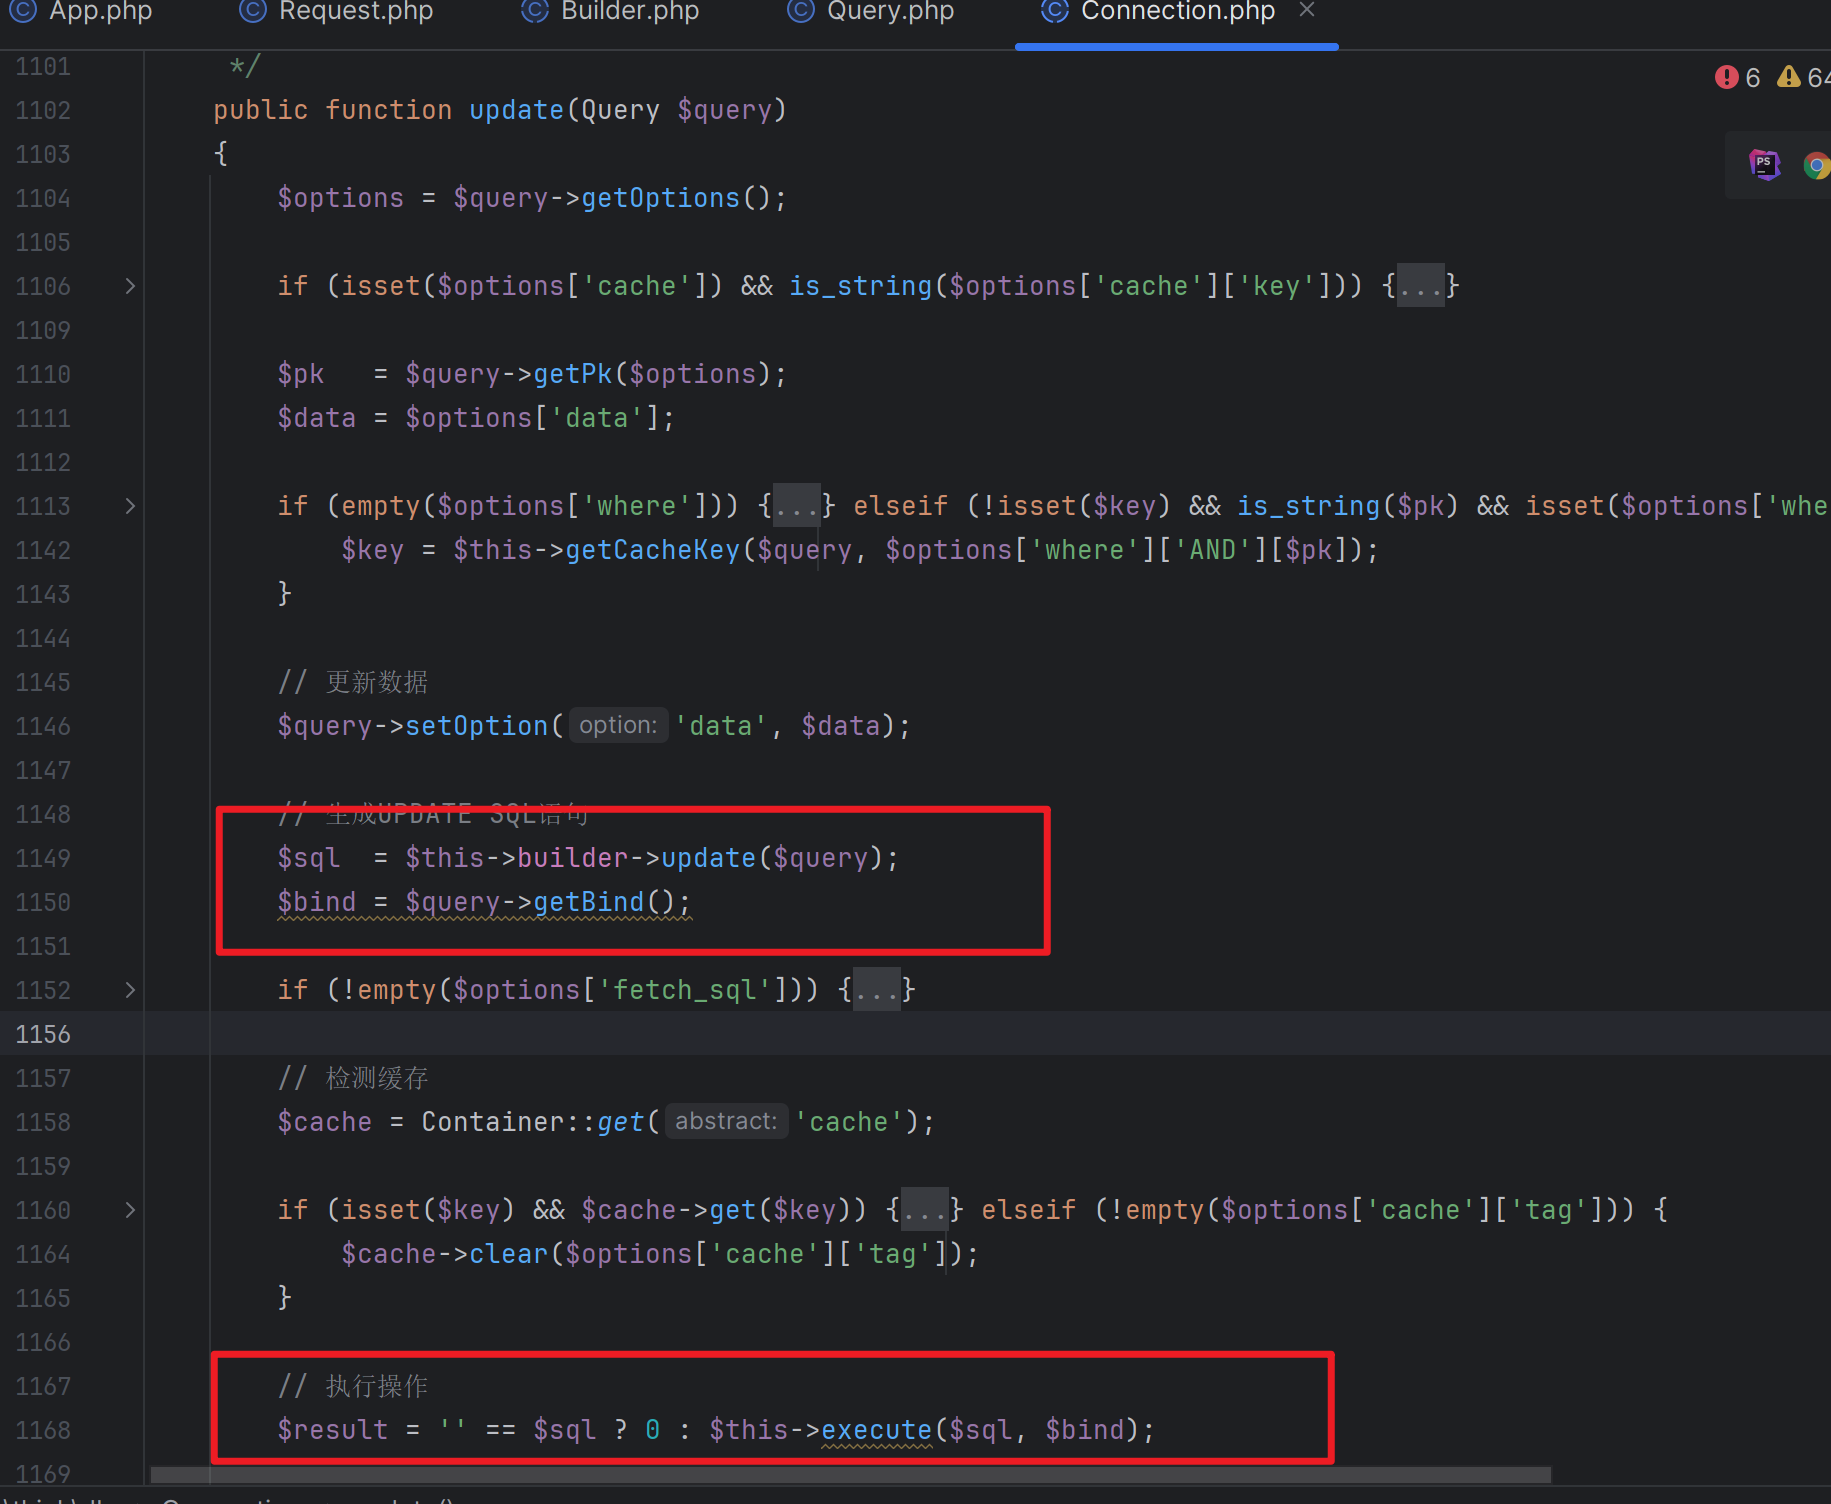 App.php Request.php Builder.php Query.php Connection.php
6 64
1101 */
1102 public function update(Query $query)
1103 {
1104 $options = $query->getOptions();
1105
1106 if (isset($options['cache']) && is_string($options['cache']['key'])) {...}
1109
1110 $pk   = $query->getPk($options);
1111 $data = $options['data'];
1112
1113 if (empty($options['where'])) {...} elseif (!isset($key) && is_string($pk) && isset($options['whe
1142 $key = $this->getCacheKey($query, $options['where']['AND'][$pk]);
1143 }
1144
1145 // 更新数据
1146 $query->setOption( option: 'data', $data);
1147
1148 // 生成UPDATE SQL语句
1149 $sql  = $this->builder->update($query);
1150 $bind = $query->getBind();
1151
1152 if (!empty($options['fetch_sql'])) {...}
1156
1157 // 检测缓存
1158 $cache = Container::get( abstract: 'cache');
1159
1160 if (isset($key) && $cache->get($key)) {...} elseif (!empty($options['cache']['tag'])) {
1164 $cache->clear($options['cache']['tag']);
1165 }
1166
1167 // 执行操作
1168 $result = '' == $sql ? 0 : $this->execute($sql, $bind);
1169